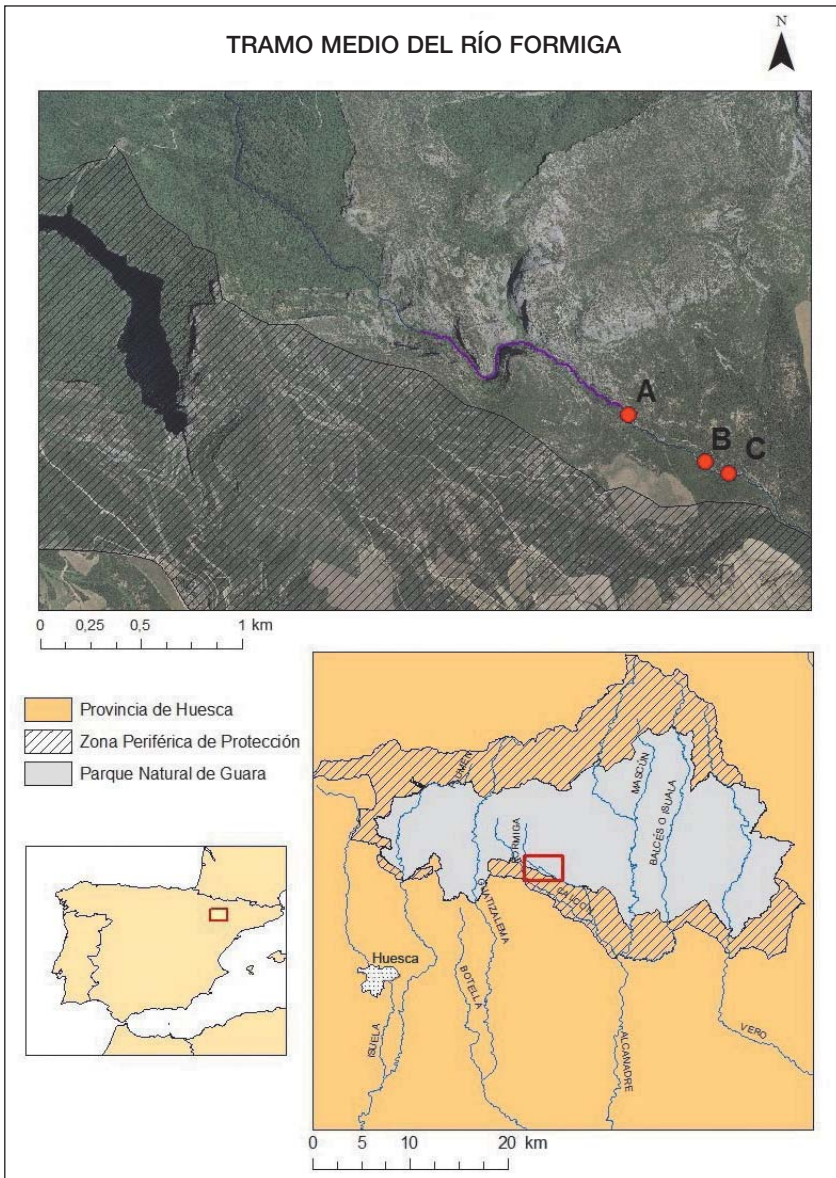 TRAMO MEDIO DEL RÍO FORMIGA
N
A
B
C
0 0,25 0,5 1 km
Provincia de Huesca
Zona Periférica de Protección
Parque Natural de Guara
MASCÚN
BALCÉS O ISUALA
FORMIGA
GUATIZALEMA
Huesca
BOTELLA
ISUELA
ALCANADRE
VERO
0 5 10 20 km